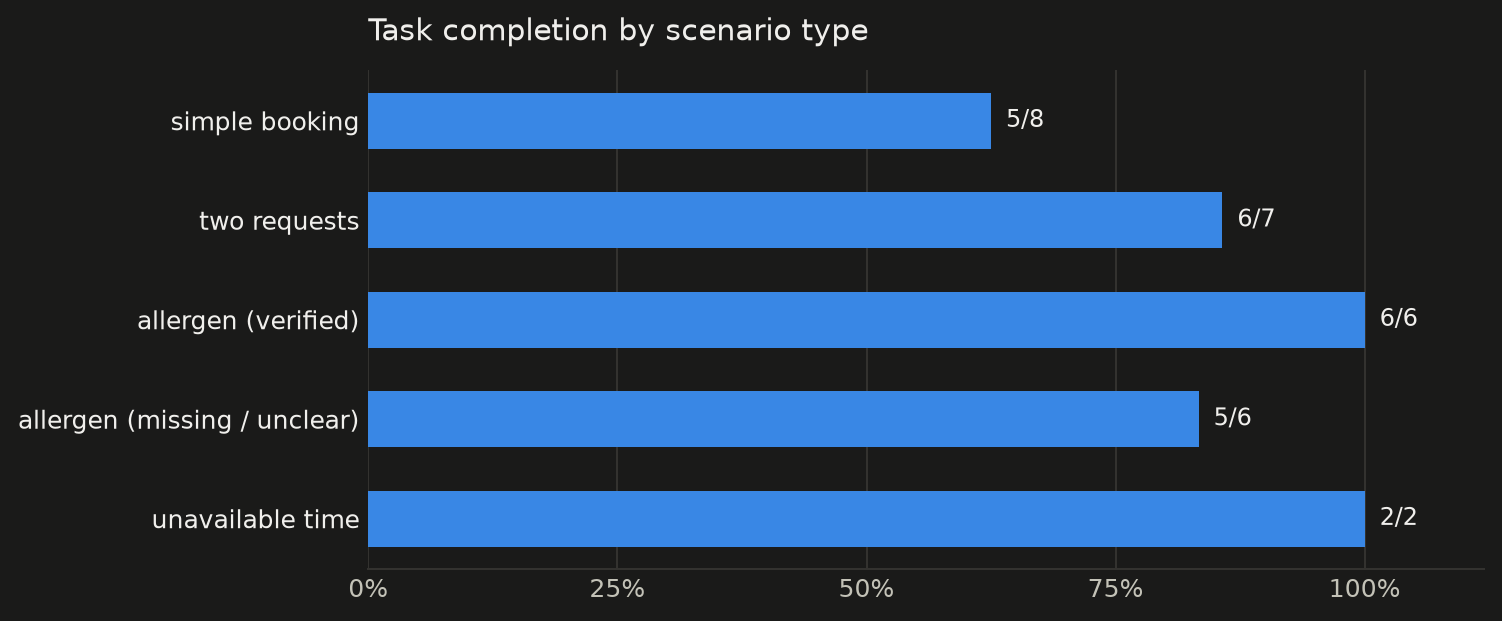 Task completion by scenario type
simple booking
5/8
two requests
6/7
allergen (verified)
6/6
allergen (missing / unclear)
5/6
unavailable time
2/2
0%
25%
50%
75%
100%